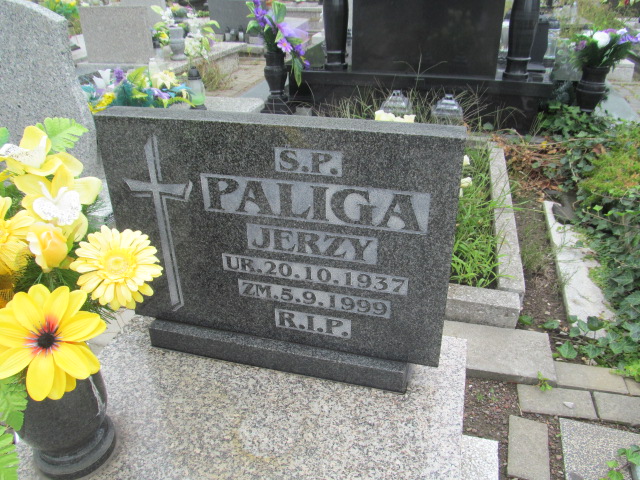 S.P.
PALIGA
JERZY
UR.20.10.1937
ZM.5.9.1999
R.I.P.